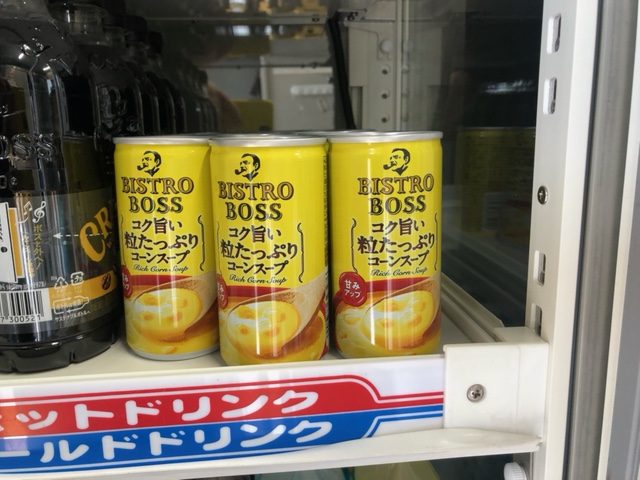 BISTRO
BOSS
コク旨い
粒たっぷり
コーンスープ
Rich Corn Soup
BISTRO
BOSS
コク旨い
粒たっぷり
コーンスープ
Rich Corn Soup
BISTRO
BOSS
コク旨い
粒たっぷり
コーンスープ
Rich Corn Soup
甘み
アップ
ットドリンク
ールドドリンク